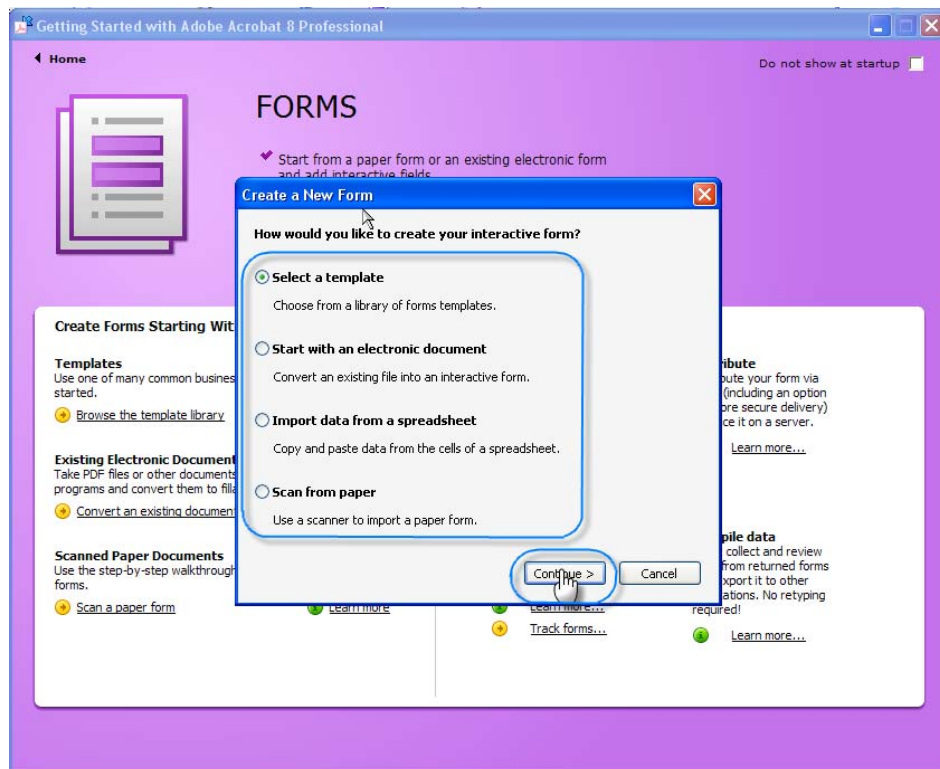 Getting Started with Adobe Acrobat 8 Professional
Home
Do not show at startup
FORMS
Start from a paper form or an existing electronic form
and add interactive fields
Create a New Form
How would you like to create your interactive form?
Select a template
Choose from a library of forms templates.
Start with an electronic document
Convert an existing file into an interactive form.
Import data from a spreadsheet
Copy and paste data from the cells of a spreadsheet.
Scan from paper
Use a scanner to import a paper form.
Continue >
Cancel
Create Forms Starting Wit
Templates
Use one of many common busines
started.
Browse the template library
Existing Electronic Document
Take PDF files or other documents
programs and convert them to filla
Convert an existing documen
Scanned Paper Documents
Use the step-by-step walkthrough
forms.
Scan a paper form
Learn more
Learn more...
Track forms...
ribute
oute your form via
(including an option
ore secure delivery)
ce it on a server.
Learn more...
pile data
collect and review
from returned forms
xport it to other
ations. No retyping
required!
Learn more...